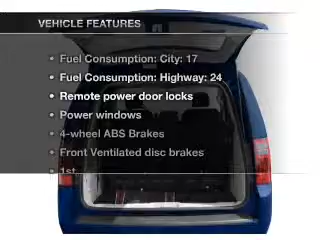 VEHICLE FEATURES
• Fuel Consumption: City: 17
• Fuel Consumption: Highway: 24
• Remote power door locks
• Power windows
• 4-wheel ABS Brakes
• Front Ventilated disc brakes
• 1st